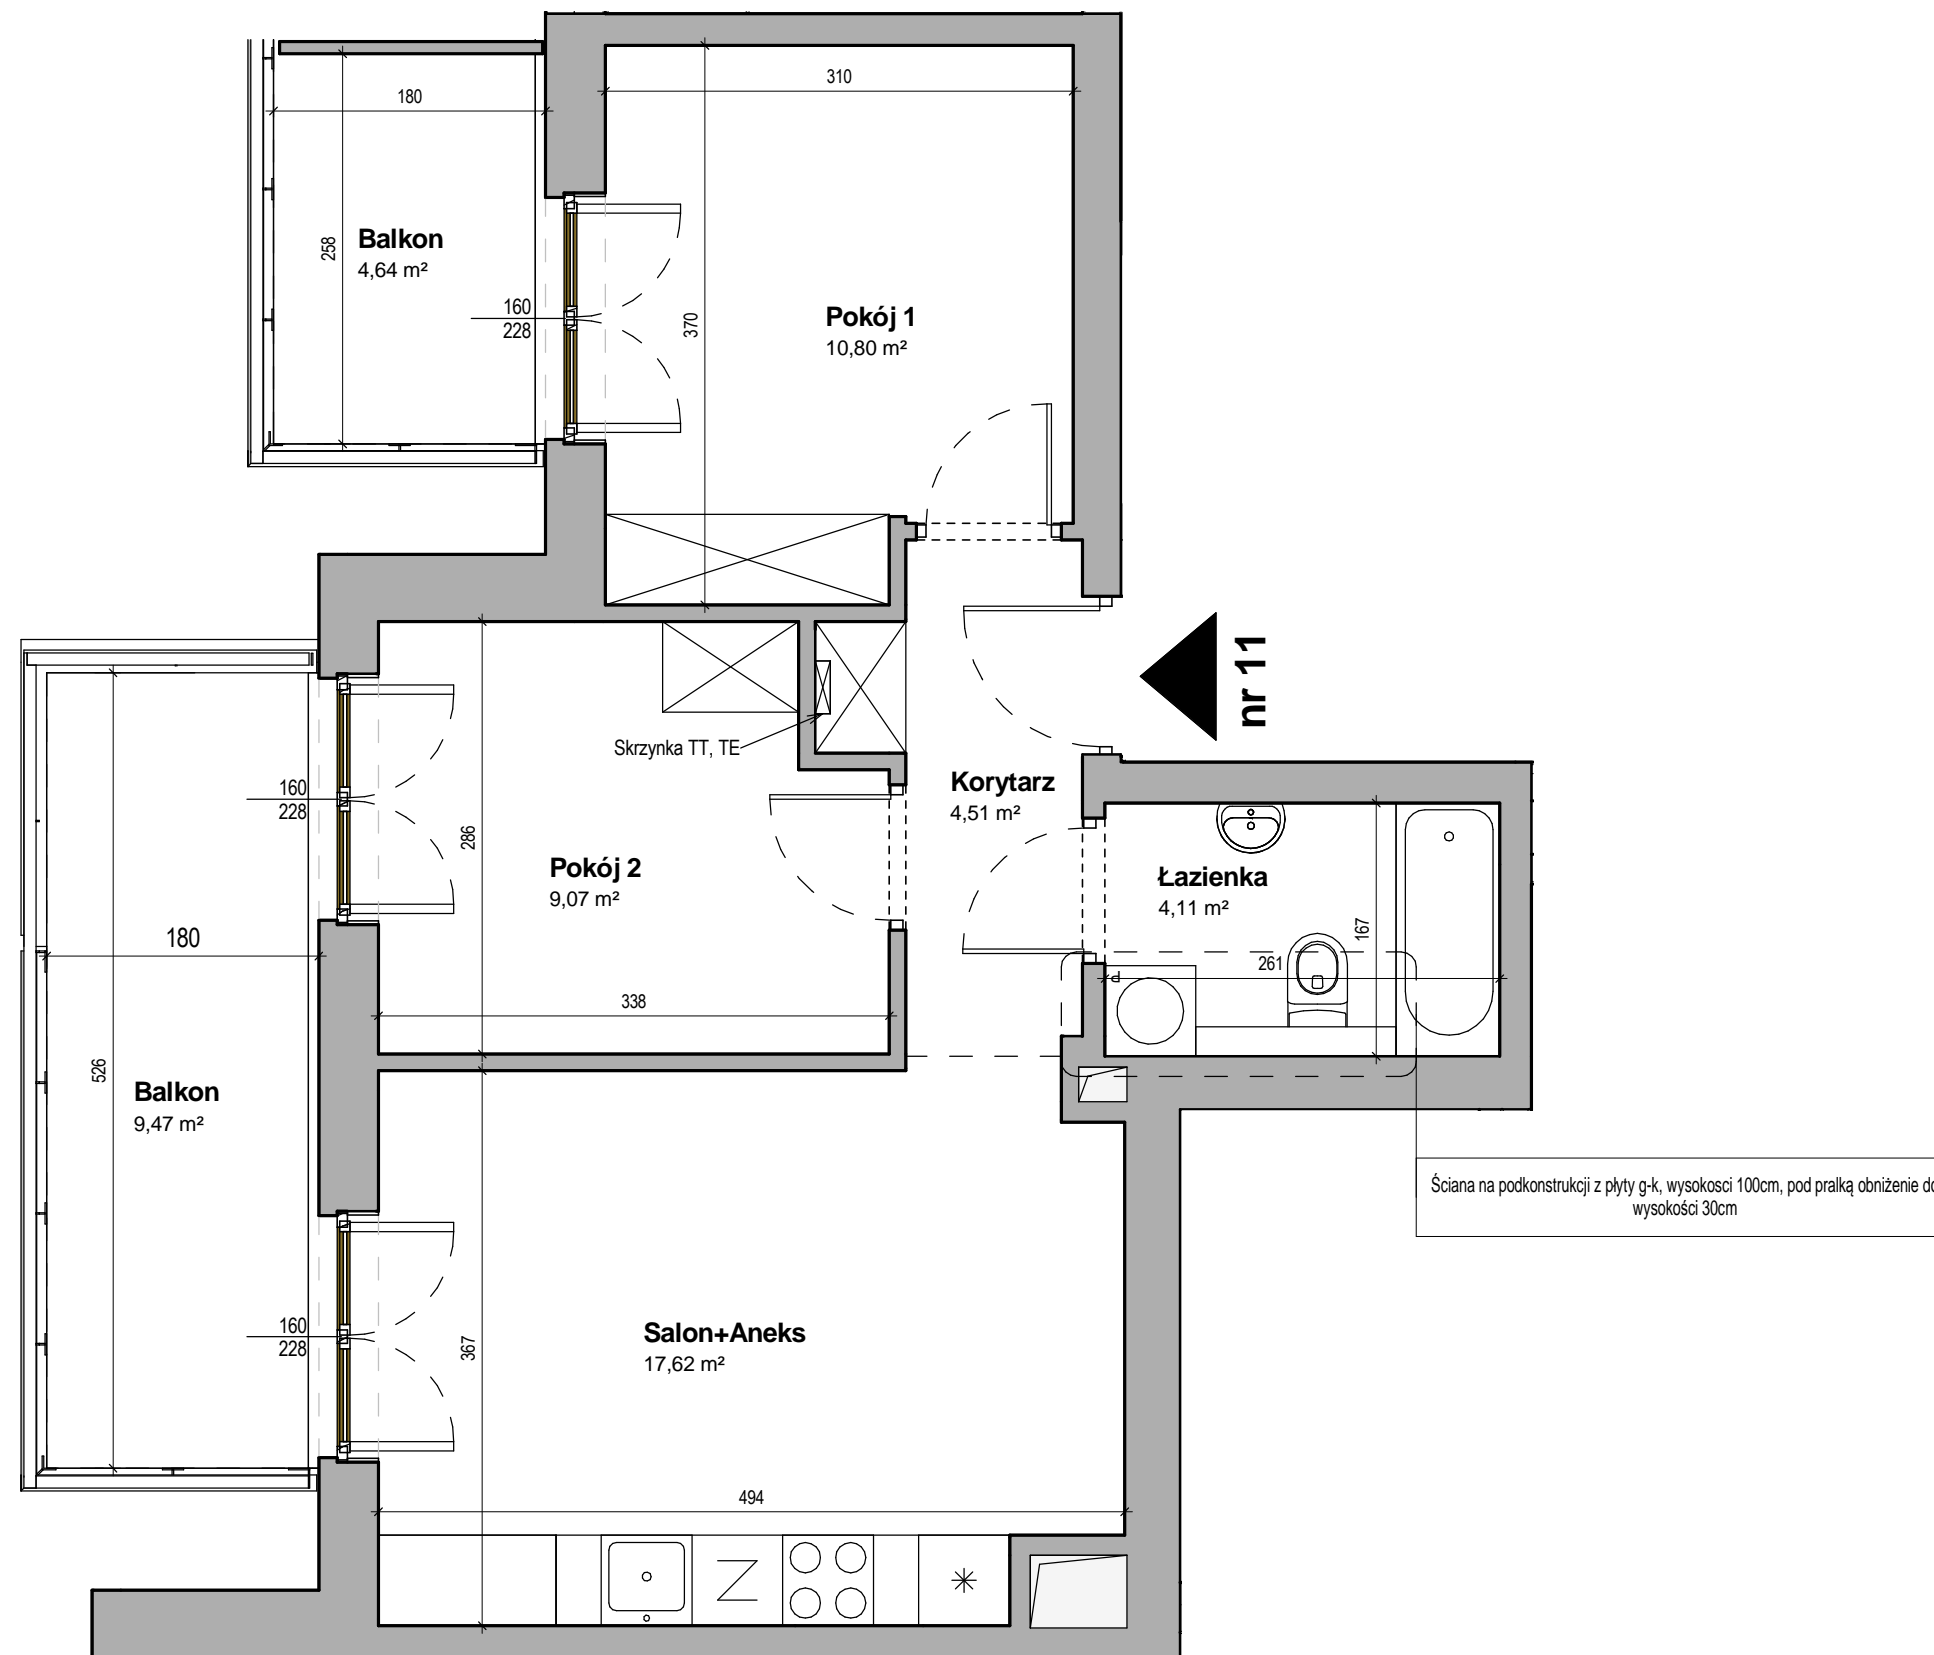 310
180
258
Balkon
4,64 m²
160
228
370
Pokój 1
10,80 m²
nr 11
Skrzynka TT, TE
Korytarz
4,51 m²
160
228
286
Pokój 2
9,07 m²
Łazienka
4,11 m²
167
180
261
P
338
526
Balkon
9,47 m²
Ściana na podkonstrukcji z płyty g-k, wysokosci 100cm, pod pralką obniżenie do
wysokości 30cm
160
228
367
Salon+Aneks
17,62 m²
494